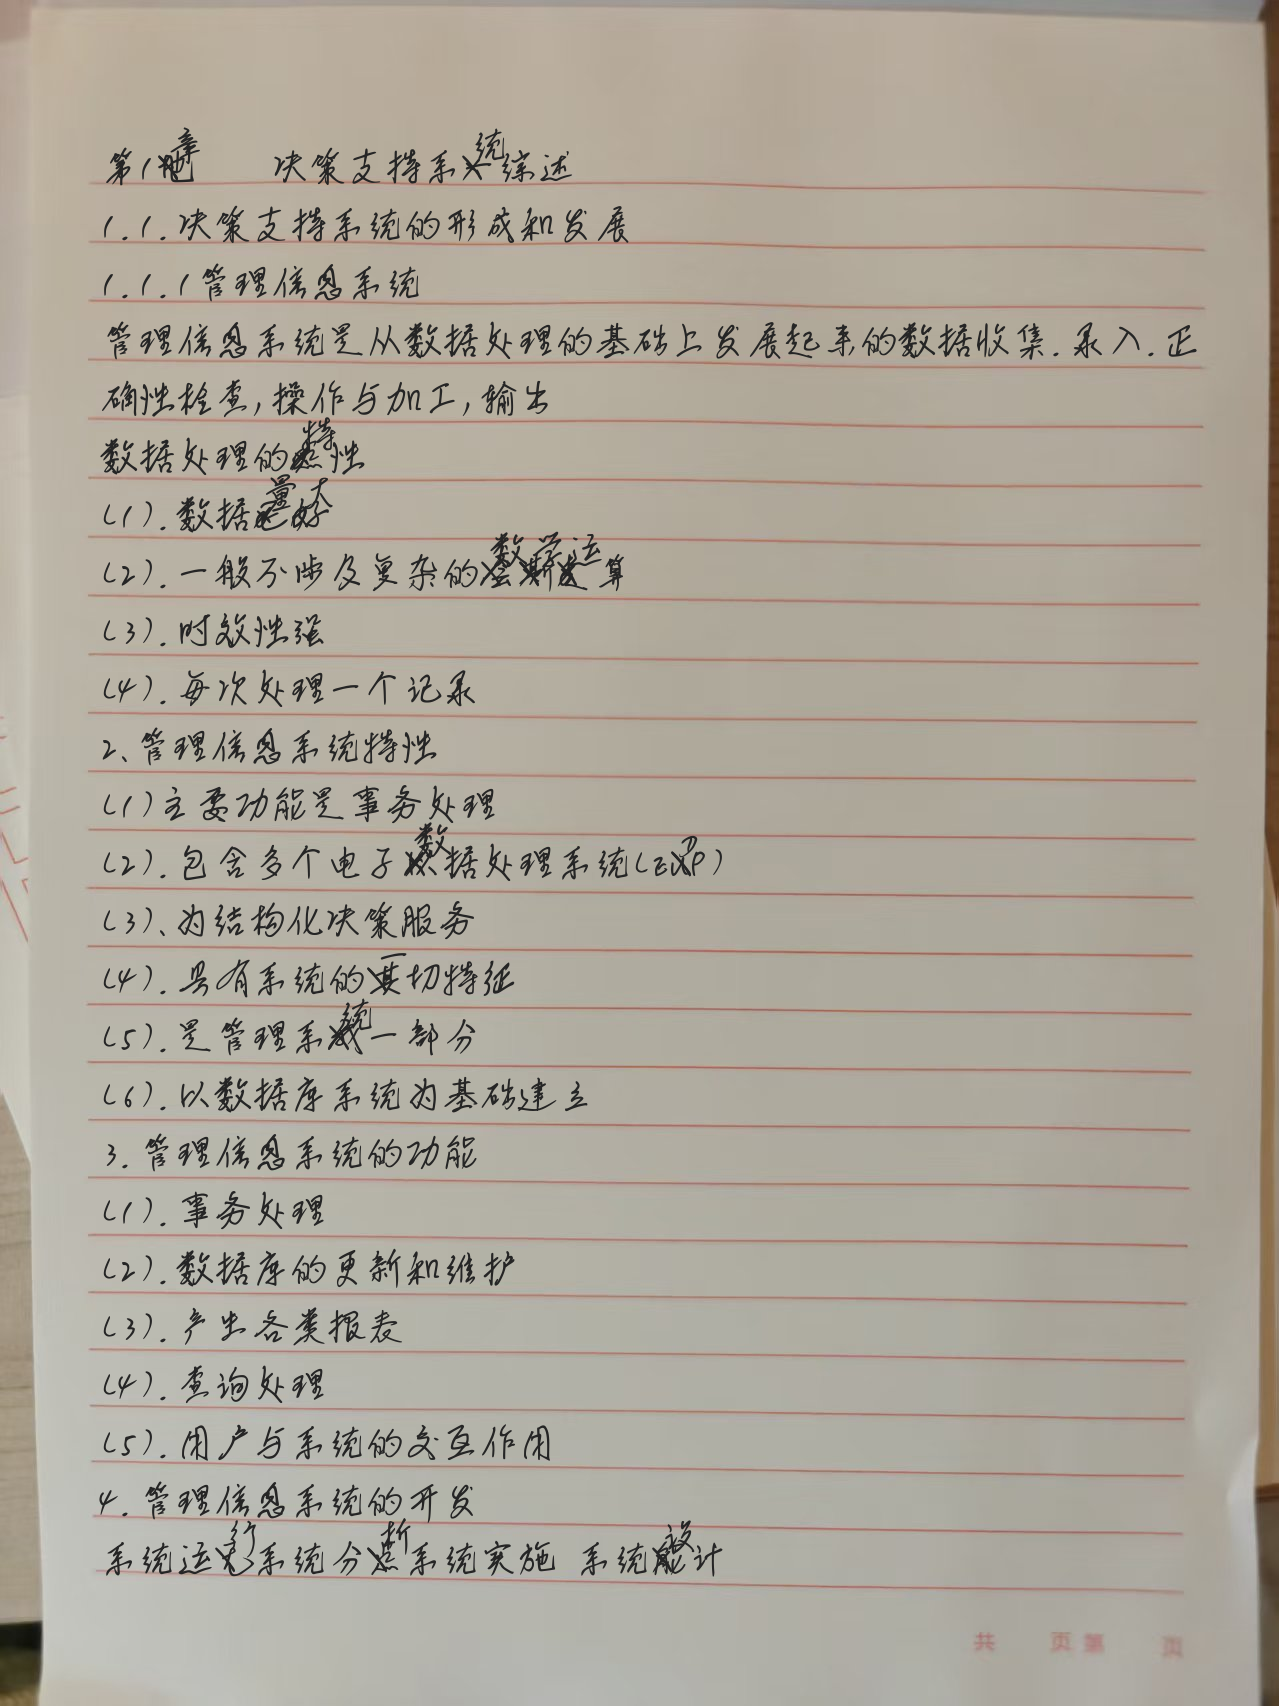 第1章 决策支持系统综述
1.1.决策支持系统的形成和发展
1.1.1管理信息系统
管理信息系统是从数据处理的基础上发展起来的数据收集.录入.正
确性检查,操作与加工,输出
数据处理的特性
(1).数据量大
(2).一般不涉及复杂的数学运算
(3).时效性强
(4).每次处理一个记录
2、管理信息系统特性
(1)主要功能是事务处理
(2).包含多个电子数据处理系统(EDP)
(3)、为结构化决策服务
(4).具有系统的一切特征
(5).是管理系统一部分
(6).以数据库系统为基础建立
3.管理信息系统的功能
(1).事务处理
(2).数据库的更新和维护
(3).产生各类报表
(4).查询处理
(5).用户与系统的交互作用
4.管理信息系统的开发
系统运行系统分析系统实施 系统设计
共 页 第 页